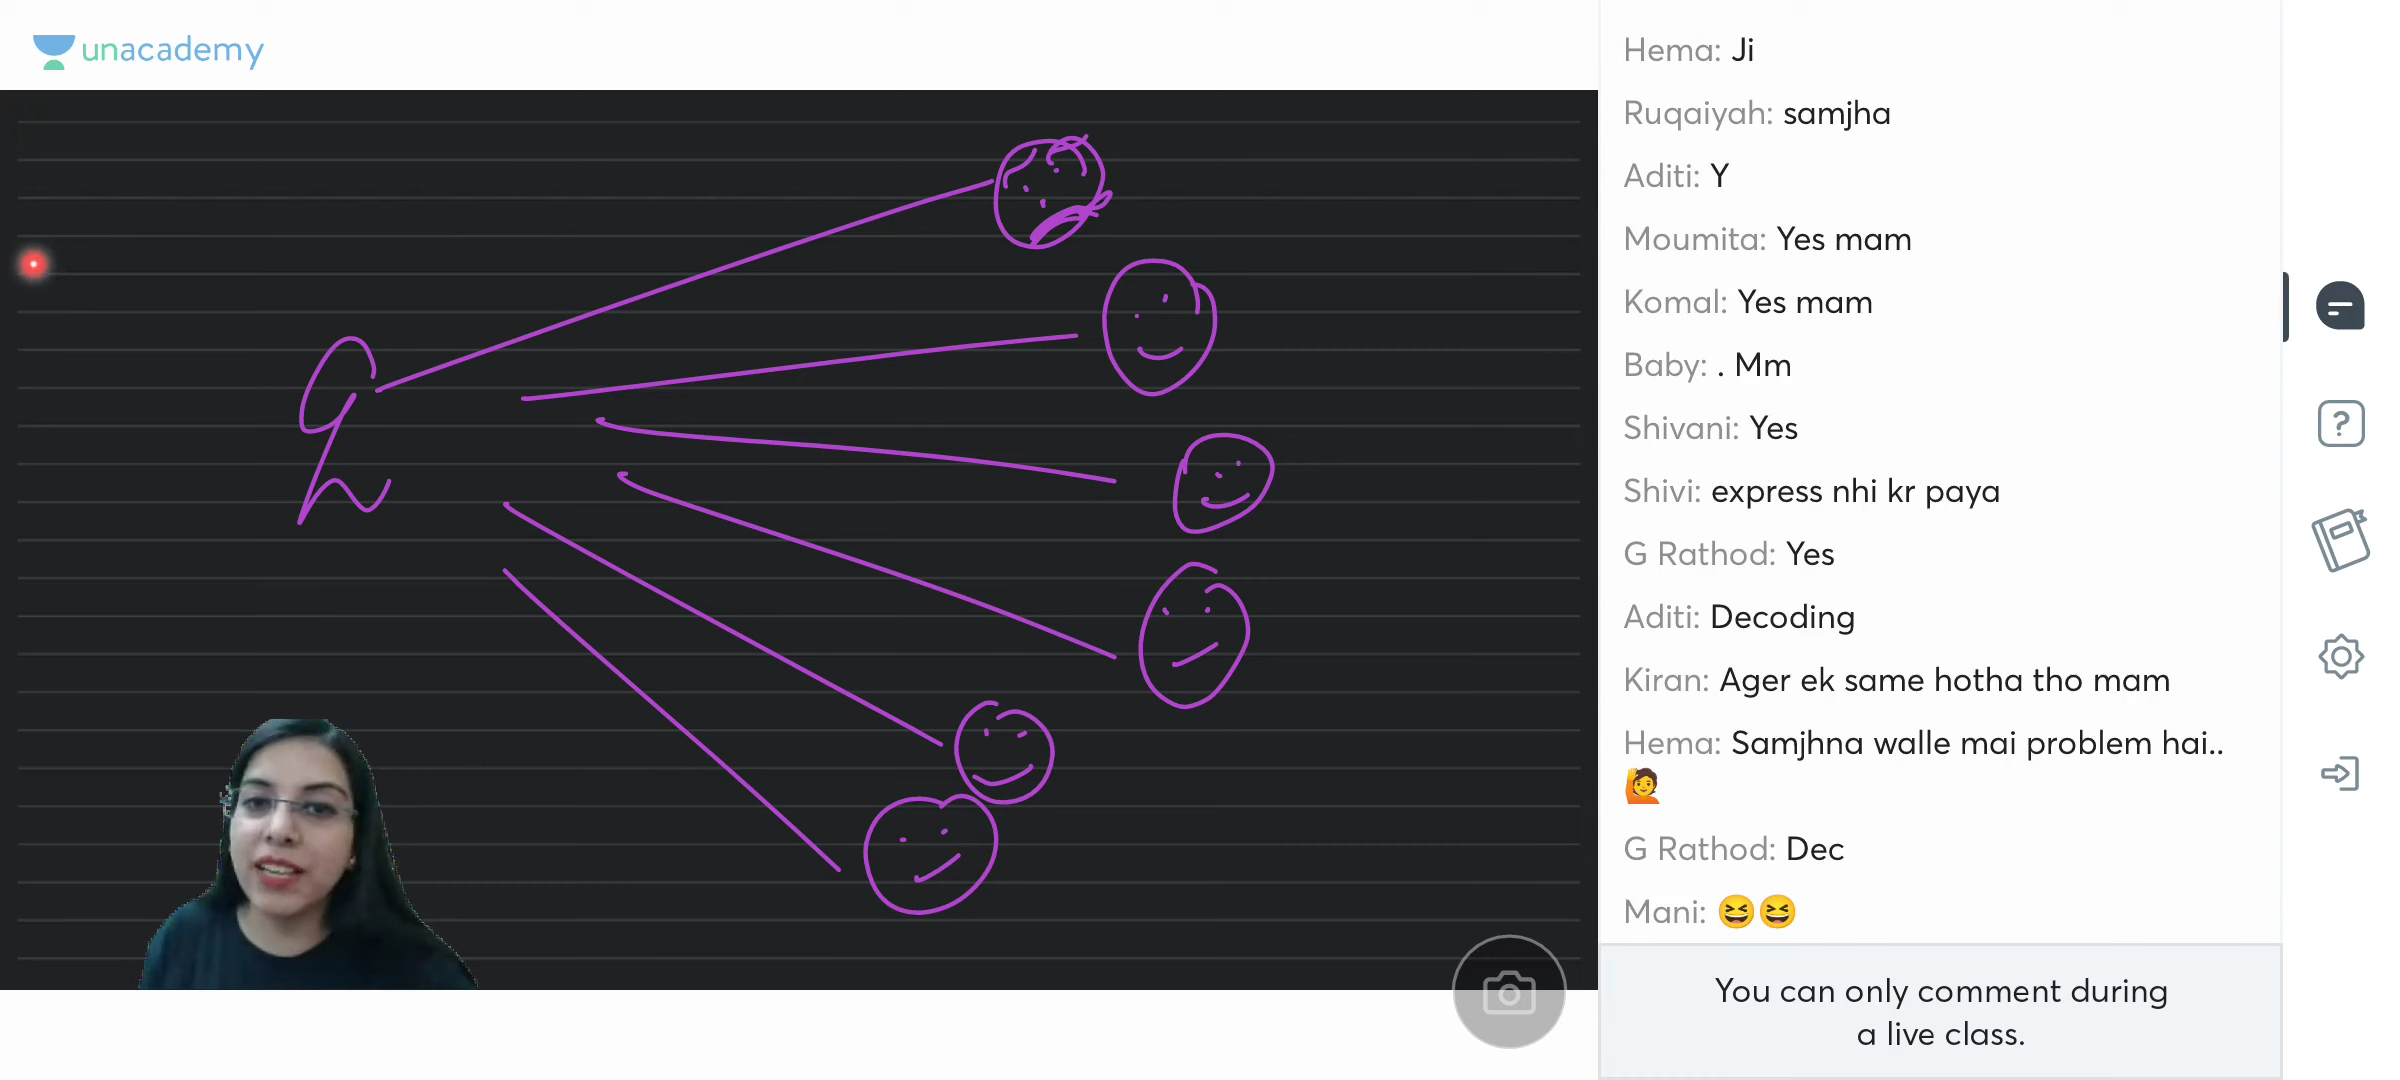 unacademy
Hema: Ji
Ruqaiyah: samjha
Aditi: Y
Moumita: Yes mam
Komal: Yes mam
Baby: . Mm
Shivani: Yes
Shivi: express nhi kr paya
G Rathod: Yes
Aditi: Decoding
Kiran: Ager ek same hotha tho mam
Hema: Samjhna walle mai problem hai..
🙋
G Rathod: Dec
Mani: 😆😆
You can only comment during
a live class.